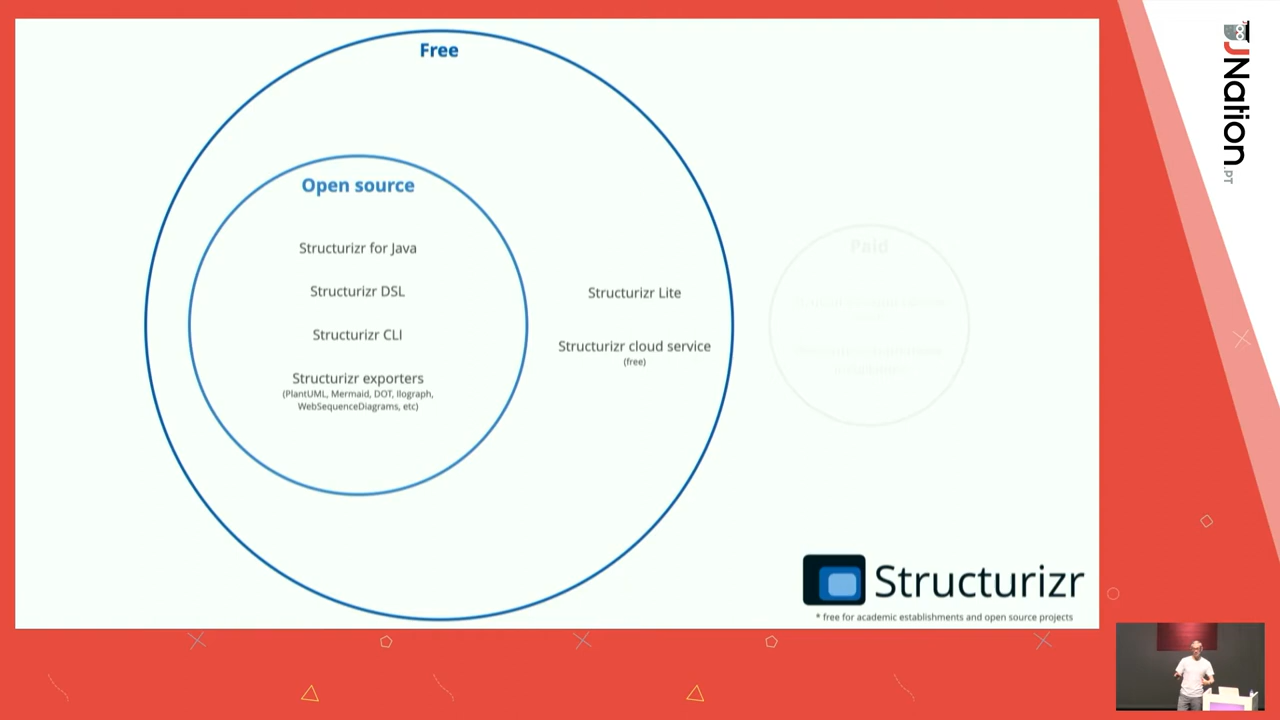 Free
Open source
Structurizr for Java
Structurizr DSL
Structurizr CLI
Structurizr exporters
(PlantUML, Mermaid, DOT, Ilograph,
WebSequenceDiagrams, etc)
Structurizr Lite
Structurizr cloud service
(free)
Paid
Structurizr
* free for academic establishments and open source projects
JNation
.PT